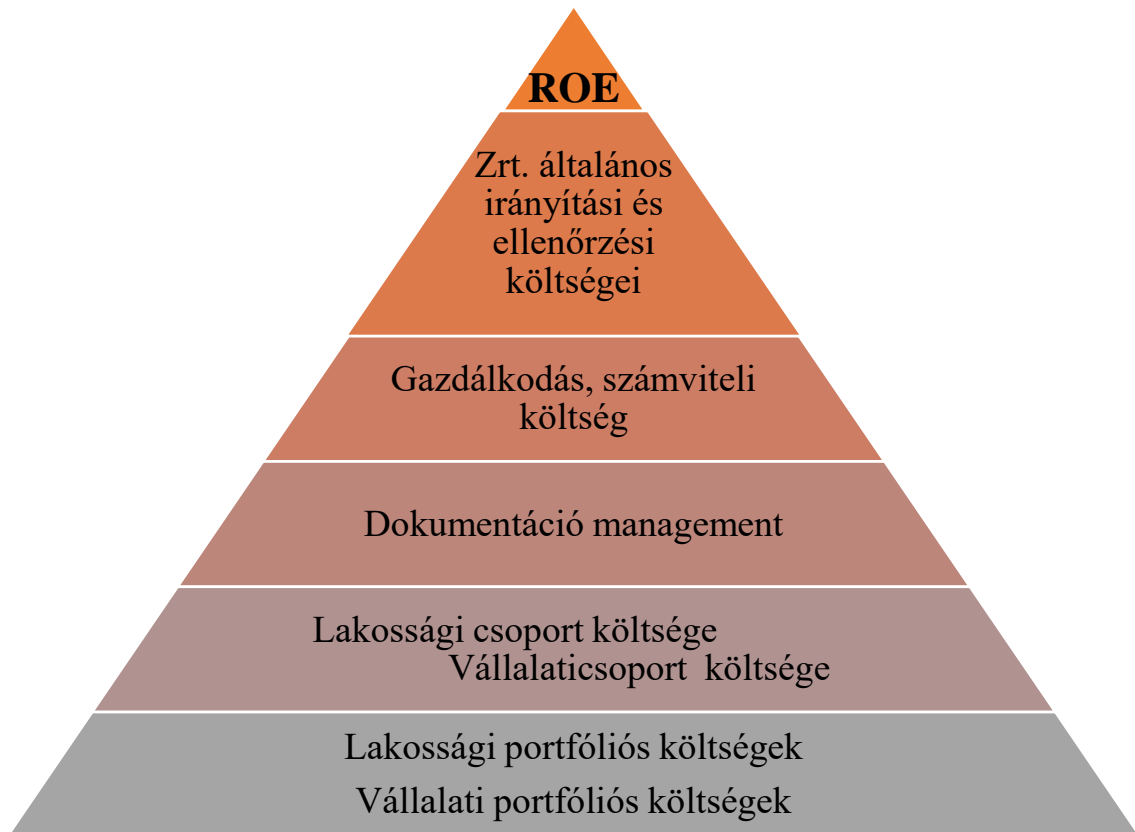 ROE
Zrt. általános
irányítási és
ellenőrzési
költségei
Gazdálkodás, számviteli
költség
Dokumentáció management
Lakossági csoport költsége
Vállalaticsoport költsége
Lakossági portfóliós költségek
Vállalati portfóliós költségek